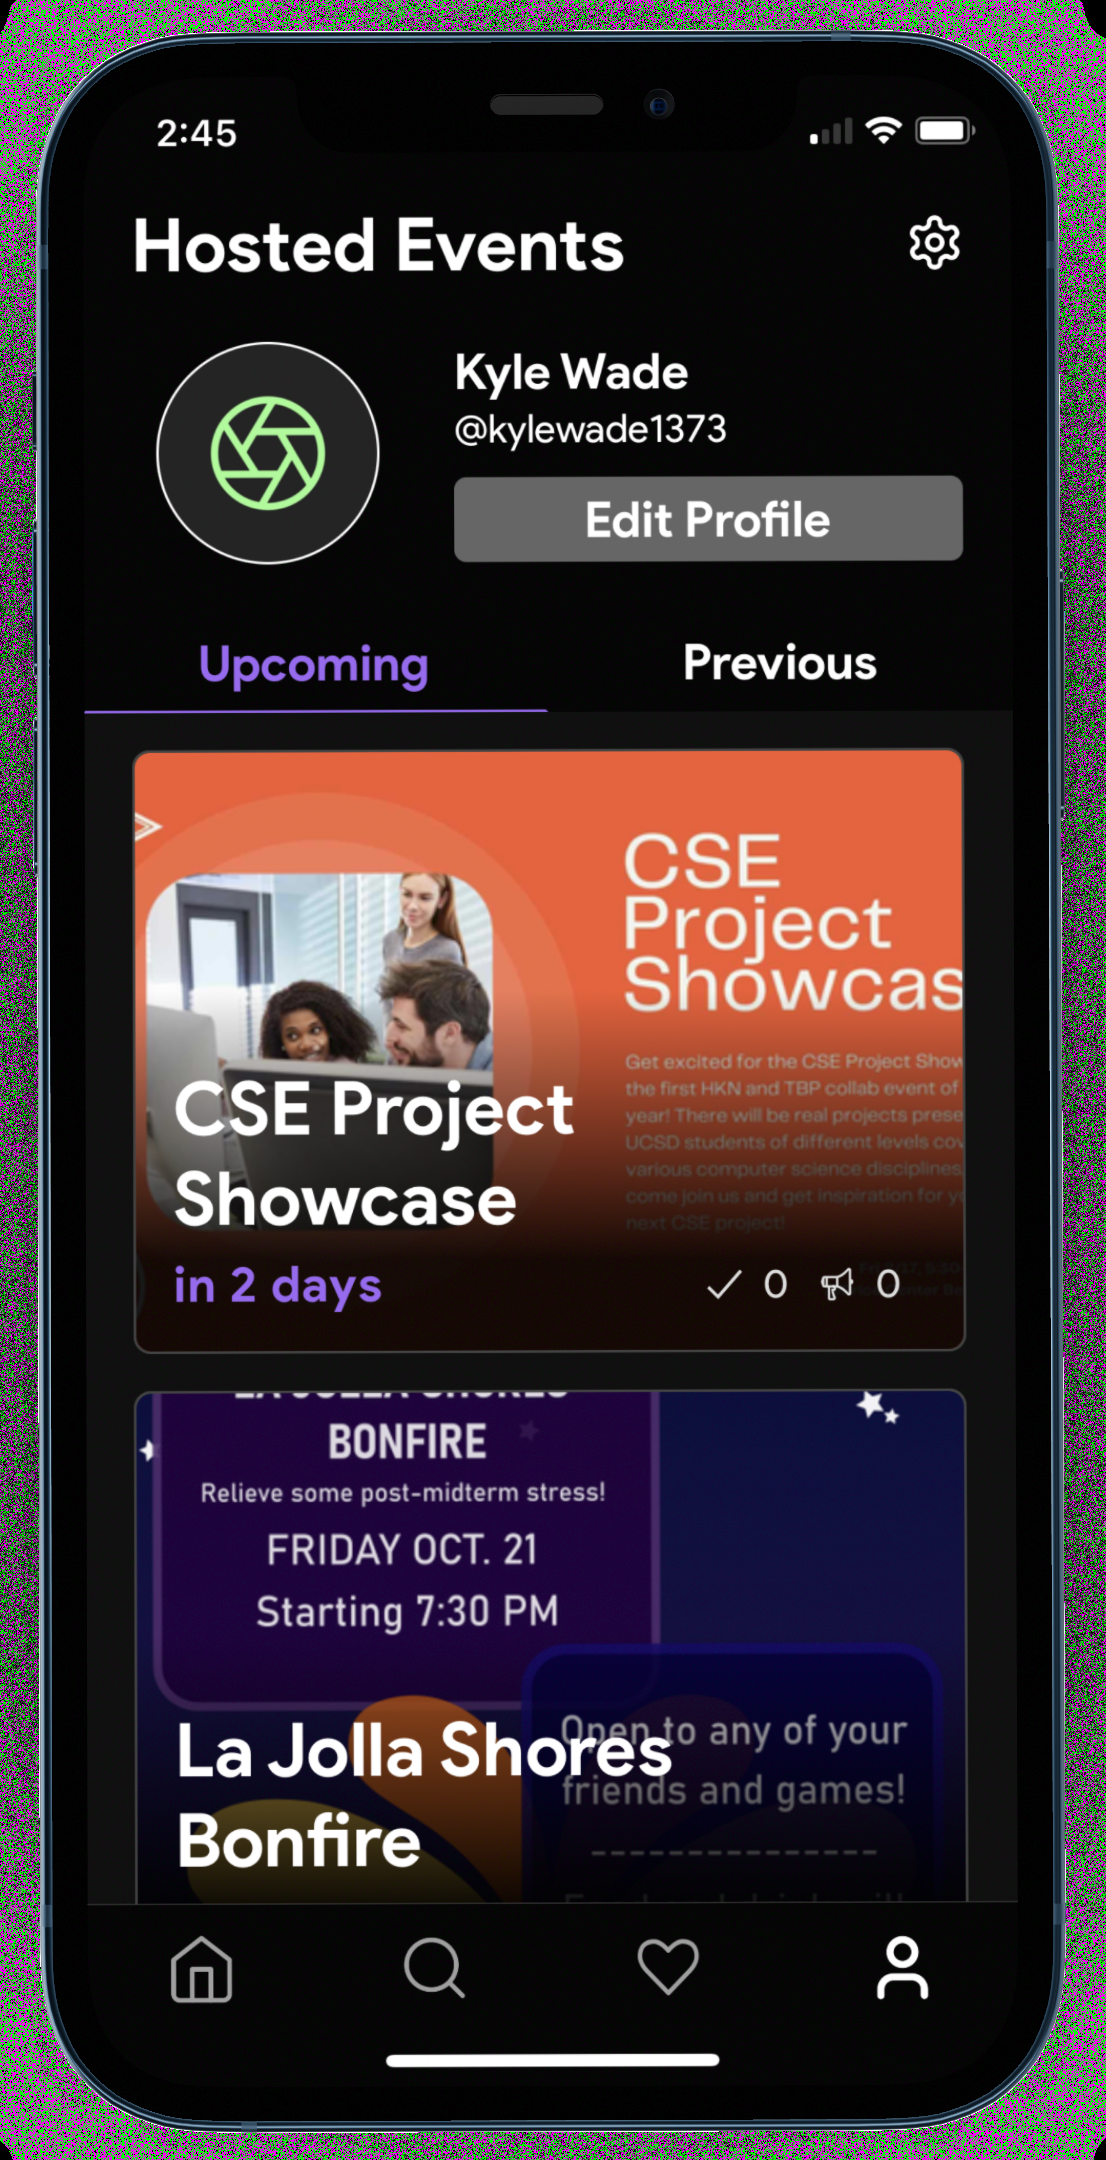 2:45
Hosted Events
Kyle Wade
@kylewade1373
Edit Profile
Upcoming
Previous
CSE
Project
Showcas
Get excited for the CSE Project Show
the first HKN and TBP collab event of
year! There will be real projects prese
UCSD students of different levels cov
various computer science disciplines,
come join us and get inspiration for yo
next CSE project!
CSE Project
Showcase
in 2 days
0
0
BONFIRE
Relieve some post-midterm stress!
FRIDAY OCT. 21
Starting 7:30 PM
Open to any of your
friends and games!
La Jolla Shores
Bonfire